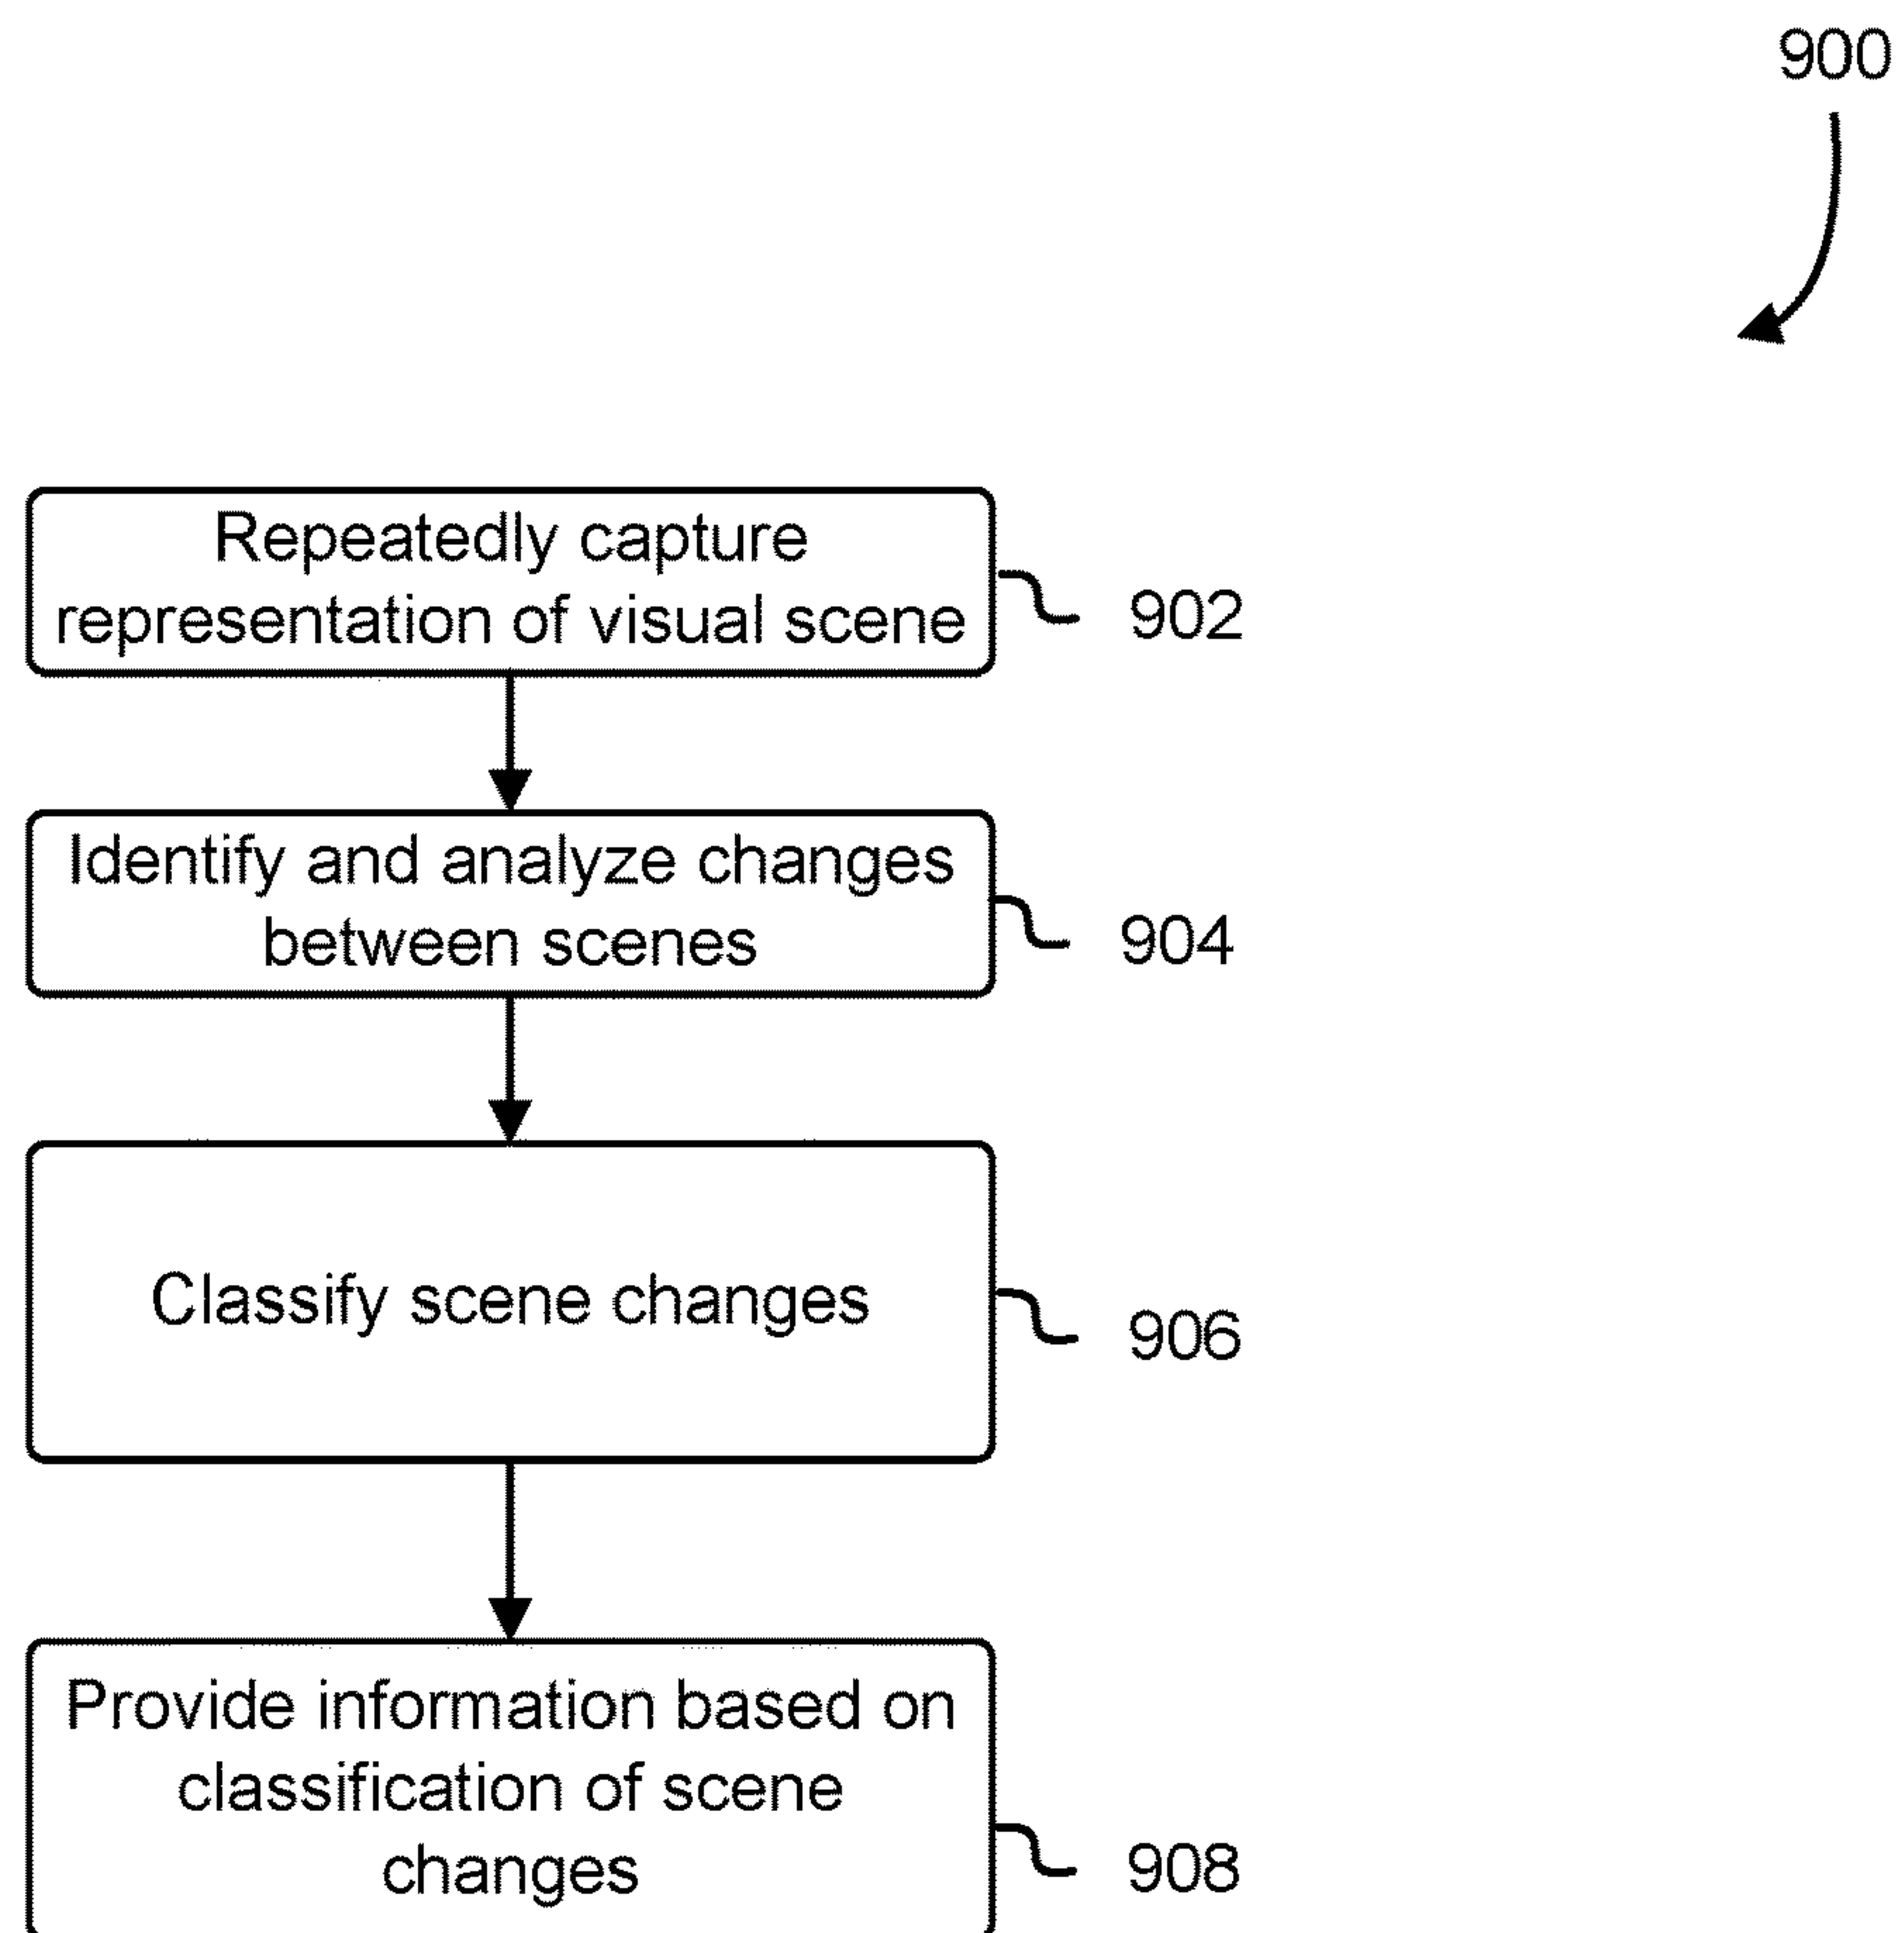 900
Repeatedly capture
representation of visual scene
902
Identify and analyze changes
between scenes
904
Classify scene changes
906
Provide information based on
classification of scene
changes
908